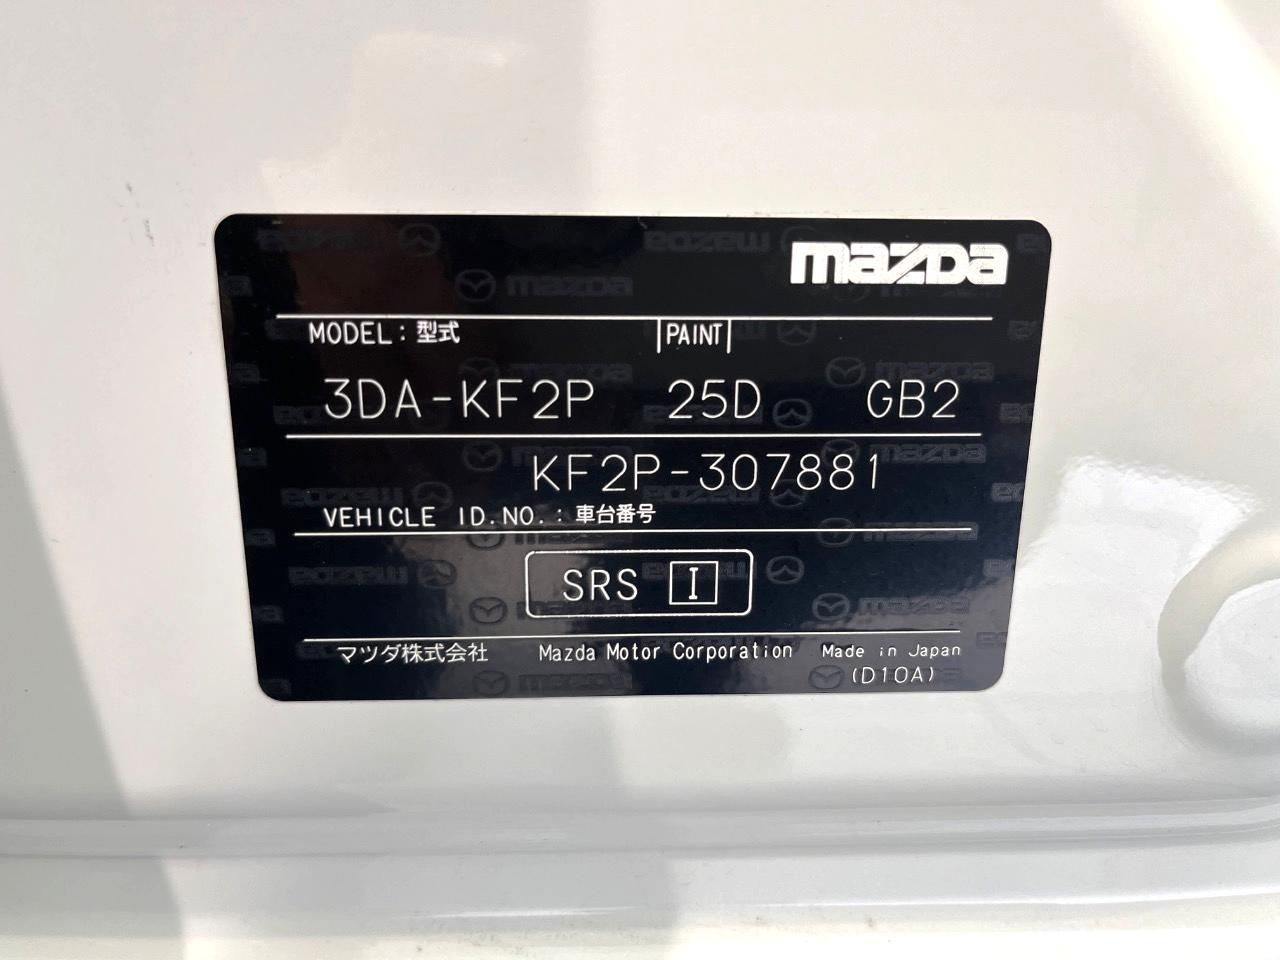 mazda
MODEL : 型式 PAINT
3DA-KF2P 25D GB2
KF2P-307881
VEHICLE ID.NO. : 車台番号
SRS I
マツダ株式会社 Mazda Motor Corporation Made in Japan
(D10A)